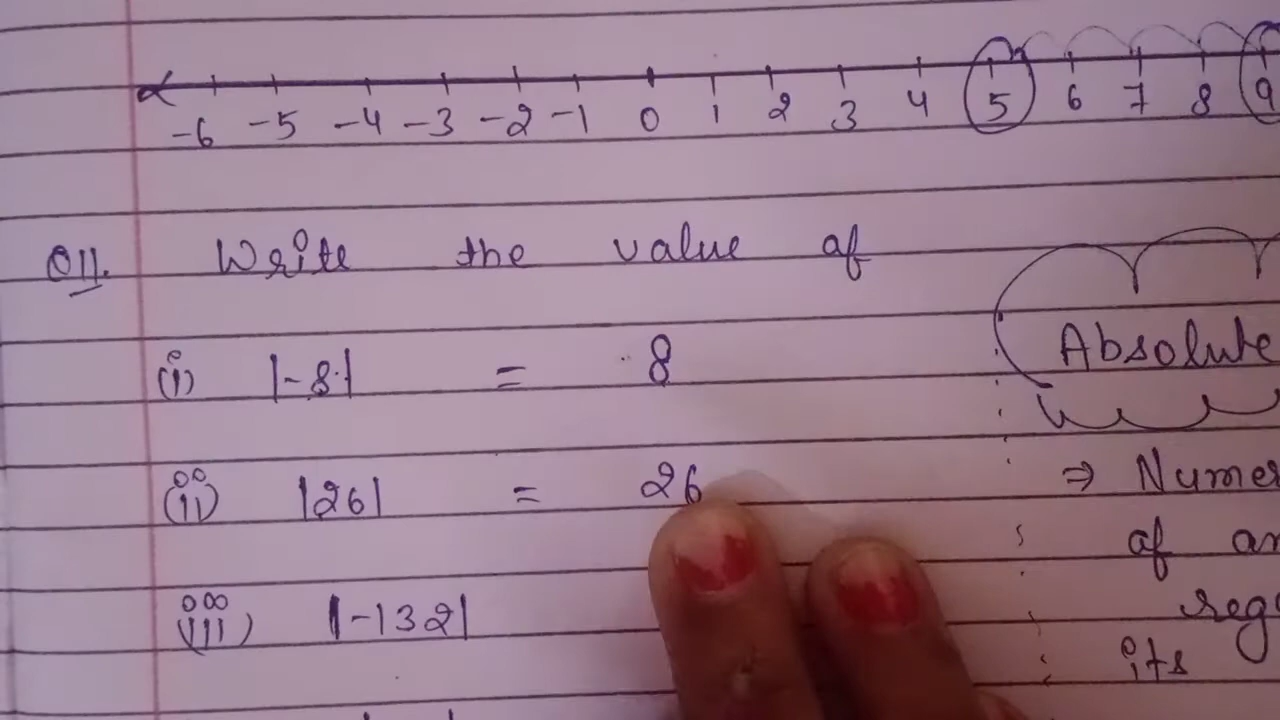 -6 -5 -4 -3 -2 -1 0 1 2 3 4 5 6 7 8 9
Q11. Write the value of
(i) |-8| = 8
Absolute
(ii) |26| = 26
⇒ Numer
of an
(iii) |-132|
rega
its